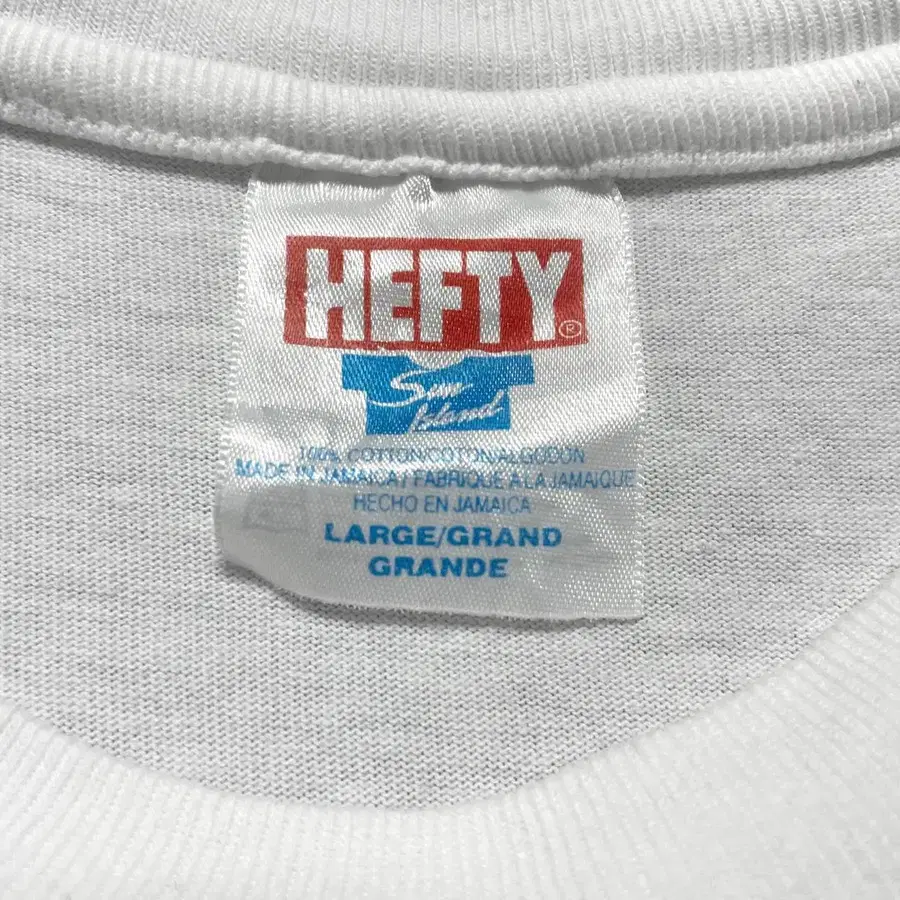 HEFTY®
Sun
Island
100% COTTON/COTON/ALGODON
MADE IN JAMAICA / FABRIQUE A LA JAMAIQUE
HECHO EN JAMAICA
LARGE/GRAND
GRANDE